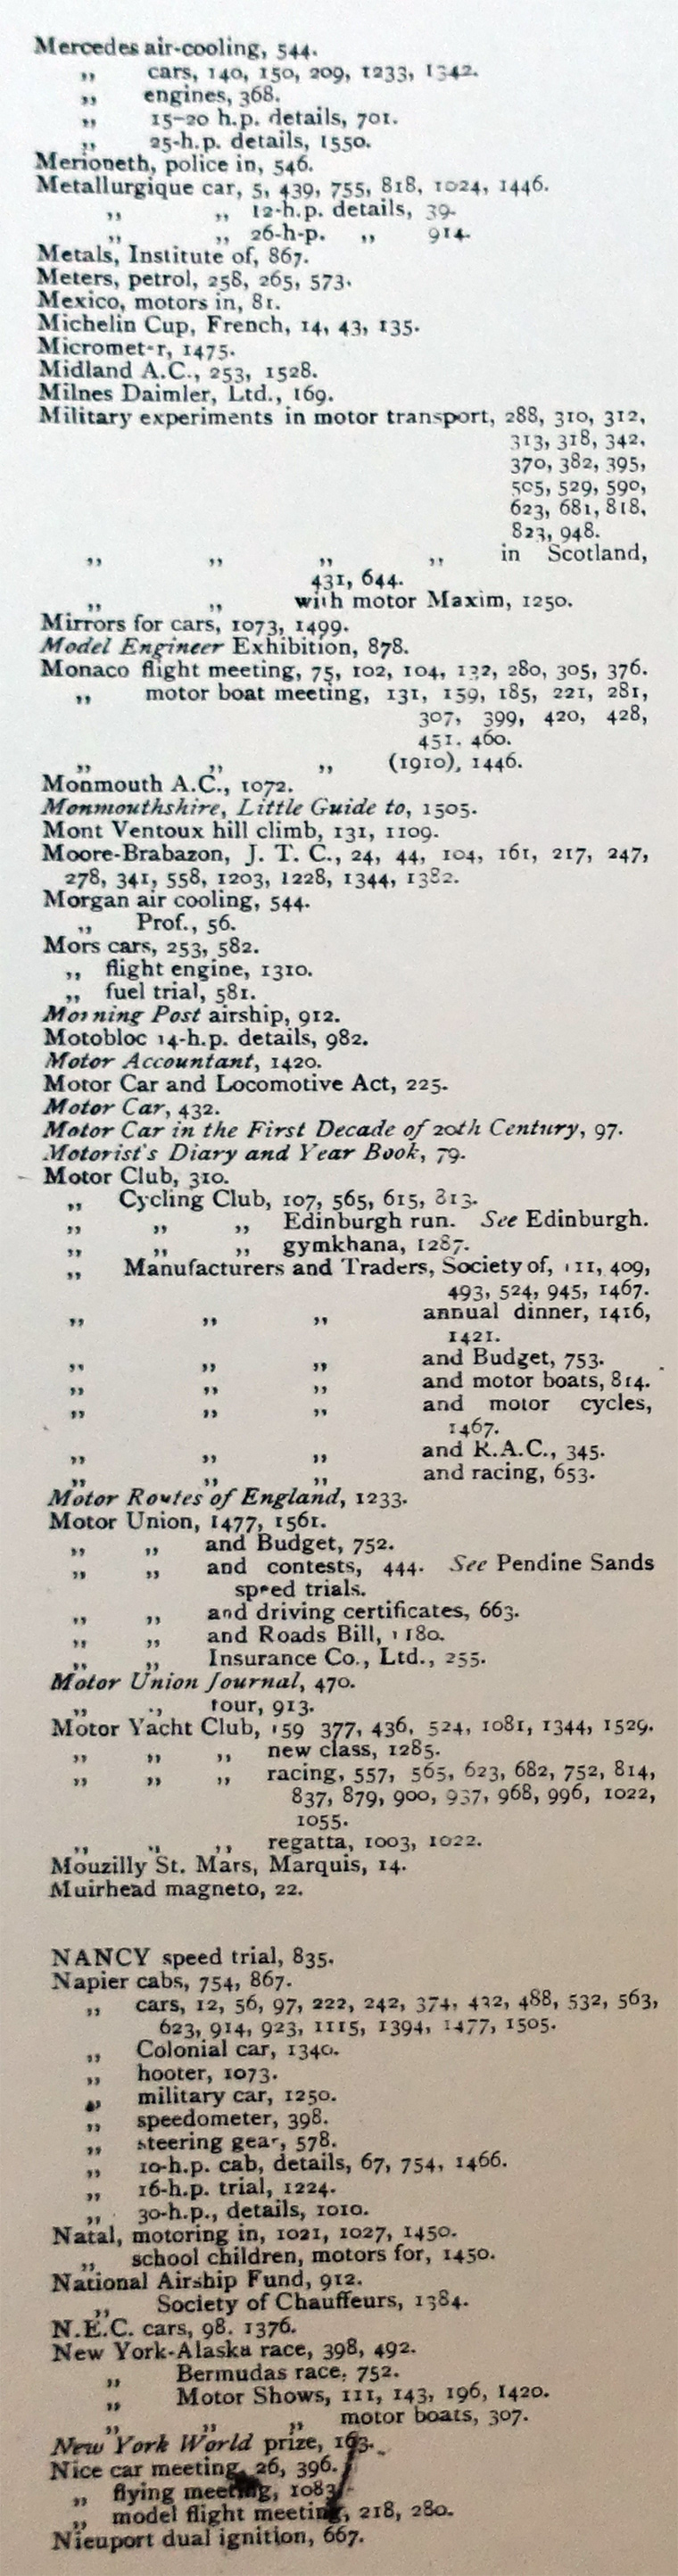 Mercedes air-cooling, 544.
,, cars, 140, 150, 209, 1233, 1342.
,, engines, 368.
,, 15-20 h.p. details, 701.
,, 25-h.p. details, 1550.
Merioneth, police in, 546.
Metallurgique car, 5, 439, 755, 818, 1024, 1446.
,, ,, 12-h.p. details, 39.
,, ,, 26-h-p. ,, 914.
Metals, Institute of, 867.
Meters, petrol, 258, 265, 573.
Mexico, motors in, 81.
Michelin Cup, French, 14, 43, 135.
Micrometer, 1475.
Midland A.C., 253, 1528.
Milnes Daimler, Ltd., 169.
Military experiments in motor transport, 288, 310, 312,
313, 318, 342,
370, 382, 395,
505, 529, 590,
623, 681, 818,
823, 948.
,, ,, ,, ,, in Scotland,
431, 644.
,, ,, with motor Maxim, 1250.
Mirrors for cars, 1073, 1499.
Model Engineer Exhibition, 878.
Monaco flight meeting, 75, 102, 104, 132, 280, 305, 376.
,, motor boat meeting, 131, 159, 185, 221, 281,
307, 399, 420, 428,
451. 460.
,, ,, ,, (1910), 1446.
Monmouth A.C., 1072.
Monmouthshire, Little Guide to, 1505.
Mont Ventoux hill climb, 131, 1109.
Moore-Brabazon, J. T. C., 24, 44, 104, 161, 217, 247,
278, 341, 558, 1203, 1228, 1344, 1382.
Morgan air cooling, 544.
,, Prof., 56.
Mors cars, 253, 582.
,, flight engine, 1310.
,, fuel trial, 581.
Morning Post airship, 912.
Motobloc 14-h.p. details, 982.
Motor Accountant, 1420.
Motor Car and Locomotive Act, 225.
Motor Car, 432.
Motor Car in the First Decade of 20th Century, 97.
Motorist's Diary and Year Book, 79.
Motor Club, 310.
,, Cycling Club, 107, 565, 615, 813.
,, ,, ,, Edinburgh run. See Edinburgh.
,, ,, ,, gymkhana, 1287.
,, Manufacturers and Traders, Society of, 111, 409,
493, 524, 945, 1467.
,, ,, ,, annual dinner, 1416,
1421.
,, ,, ,, and Budget, 753.
,, ,, ,, and motor boats, 814.
,, ,, ,, and motor cycles,
1467.
,, ,, ,, and R.A.C., 345.
,, ,, ,, and racing, 653.
Motor Routes of England, 1233.
Motor Union, 1477, 1561.
,, ,, and Budget, 752.
,, ,, and contests, 444. See Pendine Sands
speed trials.
,, ,, and driving certificates, 663.
,, ,, and Roads Bill, 1180.
,, ,, Insurance Co., Ltd., 255.
Motor Union Journal, 470.
,, ,, tour, 913.
Motor Yacht Club, 159 377, 436, 524, 1081, 1344, 1529.
,, ,, ,, new class, 1285.
,, ,, ,, racing, 557, 565, 623, 682, 752, 814,
837, 879, 900, 937, 968, 996, 1022,
1055.
,, ,, ,, regatta, 1003, 1022.
Mouzilly St. Mars, Marquis, 14.
Muirhead magneto, 22.
NANCY speed trial, 835.
Napier cabs, 754, 867.
,, cars, 12, 56, 97, 222, 242, 374, 432, 488, 532, 563,
623, 914, 923, 1115, 1394, 1477, 1505.
,, Colonial car, 1340.
,, hooter, 1073.
,, military car, 1250.
,, speedometer, 398.
,, steering gear, 578.
,, 10-h.p. cab, details, 67, 754, 1466.
,, 16-h.p. trial, 1224.
,, 30-h.p., details, 1010.
Natal, motoring in, 1021, 1027, 1450.
,, school children, motors for, 1450.
National Airship Fund, 912.
,, Society of Chauffeurs, 1384.
N.E.C. cars, 98. 1376.
New York-Alaska race, 398, 492.
,, Bermudas race, 752.
,, Motor Shows, 111, 143, 196, 1420.
,, ,, ,, motor boats, 307.
New York World prize, 163.
Nice car meeting, 26, 396.
,, flying meeting, 1083
,, model flight meeting, 218, 280.
Nieuport dual ignition, 667.